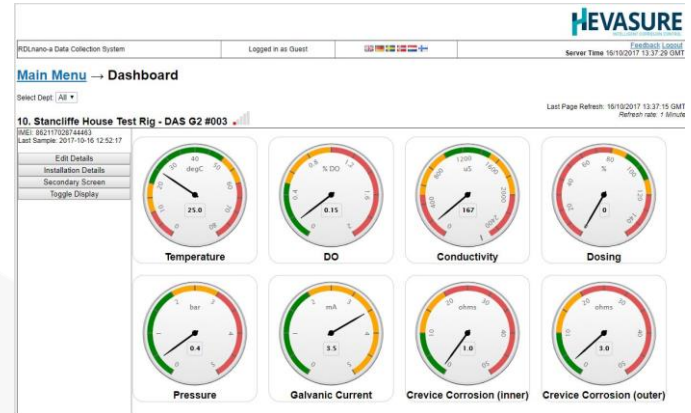 HEVASURE
INTELLIGENT CORROSION CONTROL
RDLnano-a Data Collection System
Logged in as Guest
Feedback Logout
Server Time 16/10/2017 13:37:29 GMT
Main Menu → Dashboard
Select Dept: All
Last Page Refresh: 16/10/2017 13:37:15 GMT
Refresh rate: 1 Minute
10. Stancliffe House Test Rig - DAS G2 #003
IMEI: 862117028744463
Last Sample: 2017-10-16 12:52:17
Edit Details
Installation Details
Secondary Screen
Toggle Display
degC
25.0
Temperature
% DO
0.15
DO
uS
167
Conductivity
%
0
Dosing
bar
0.4
Pressure
mA
3.5
Galvanic Current
ohms
1.0
Crevice Corrosion (inner)
ohms
3.0
Crevice Corrosion (outer)